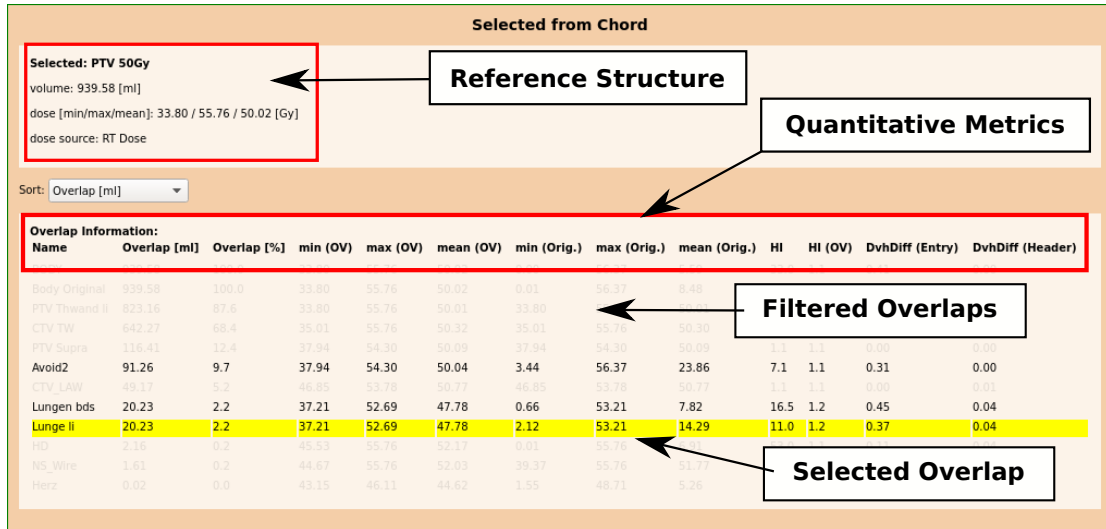 Selected from Chord
Selected: PTV 50Gy
volume: 939.58 [ml]
dose [min/max/mean]: 33.80 / 55.76 / 50.02 [Gy]
dose source: RT Dose
Reference Structure
Quantitative Metrics
Sort: Overlap [ml]
Overlap Information:
Name Overlap [ml] Overlap [%] min (OV) max (OV) mean (OV) min (Orig.) max (Orig.) mean (Orig.) HI HI (OV) DvhDiff (Entry) DvhDiff (Header)
Body Original 939.58 100.0 33.80 55.76 50.02 0.01 56.37 8.48
PTV Thwand li 823.16 87.6 33.80 55.76 50.01 33.80
Filtered Overlaps
CTV TW 642.27 68.4 35.01 55.76 50.32 35.01 55.76 50.30
PTV Supra 116.41 12.4 37.94 54.30 50.09 37.94 54.30 50.09 1.1 1.1 0.00 0.00
Avoid2 91.26 9.7 37.94 54.30 50.04 3.44 56.37 23.86 7.1 1.1 0.31 0.00
CTV_LAW 49.17 5.2 46.85 53.78 50.77 46.85 53.78 50.77 1.1 1.1 0.00 0.01
Lungen bds 20.23 2.2 37.21 52.69 47.78 0.66 53.21 7.82 16.5 1.2 0.45 0.04
Lunge li 20.23 2.2 37.21 52.69 47.78 2.12 53.21 14.29 11.0 1.2 0.37 0.04
HD 2.16 0.2 45.53 55.76 52.17 0.01 55.76
NS_Wire 1.61 0.2 44.67 55.76 52.03 39.37 55.76 51.77
Selected Overlap
Herz 0.02 0.0 43.15 46.11 44.62 1.55 48.71 5.26